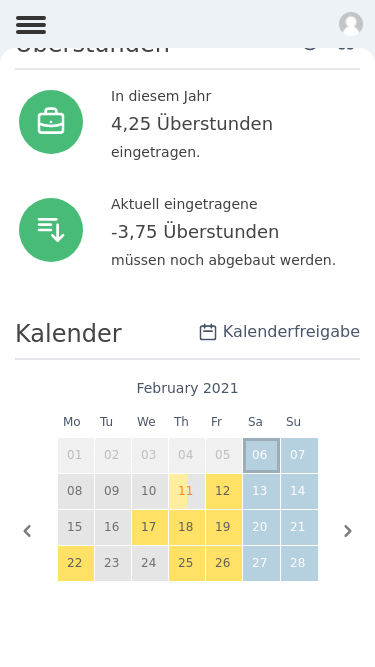 Überstunden
In diesem Jahr
4,25 Überstunden
eingetragen.
Aktuell eingetragene
-3,75 Überstunden
müssen noch abgebaut werden.
Kalender
Kalenderfreigabe
February 2021
Mo Tu We Th Fr Sa Su
01 02 03 04 05 06 07
08 09 10 11 12 13 14
15 16 17 18 19 20 21
22 23 24 25 26 27 28